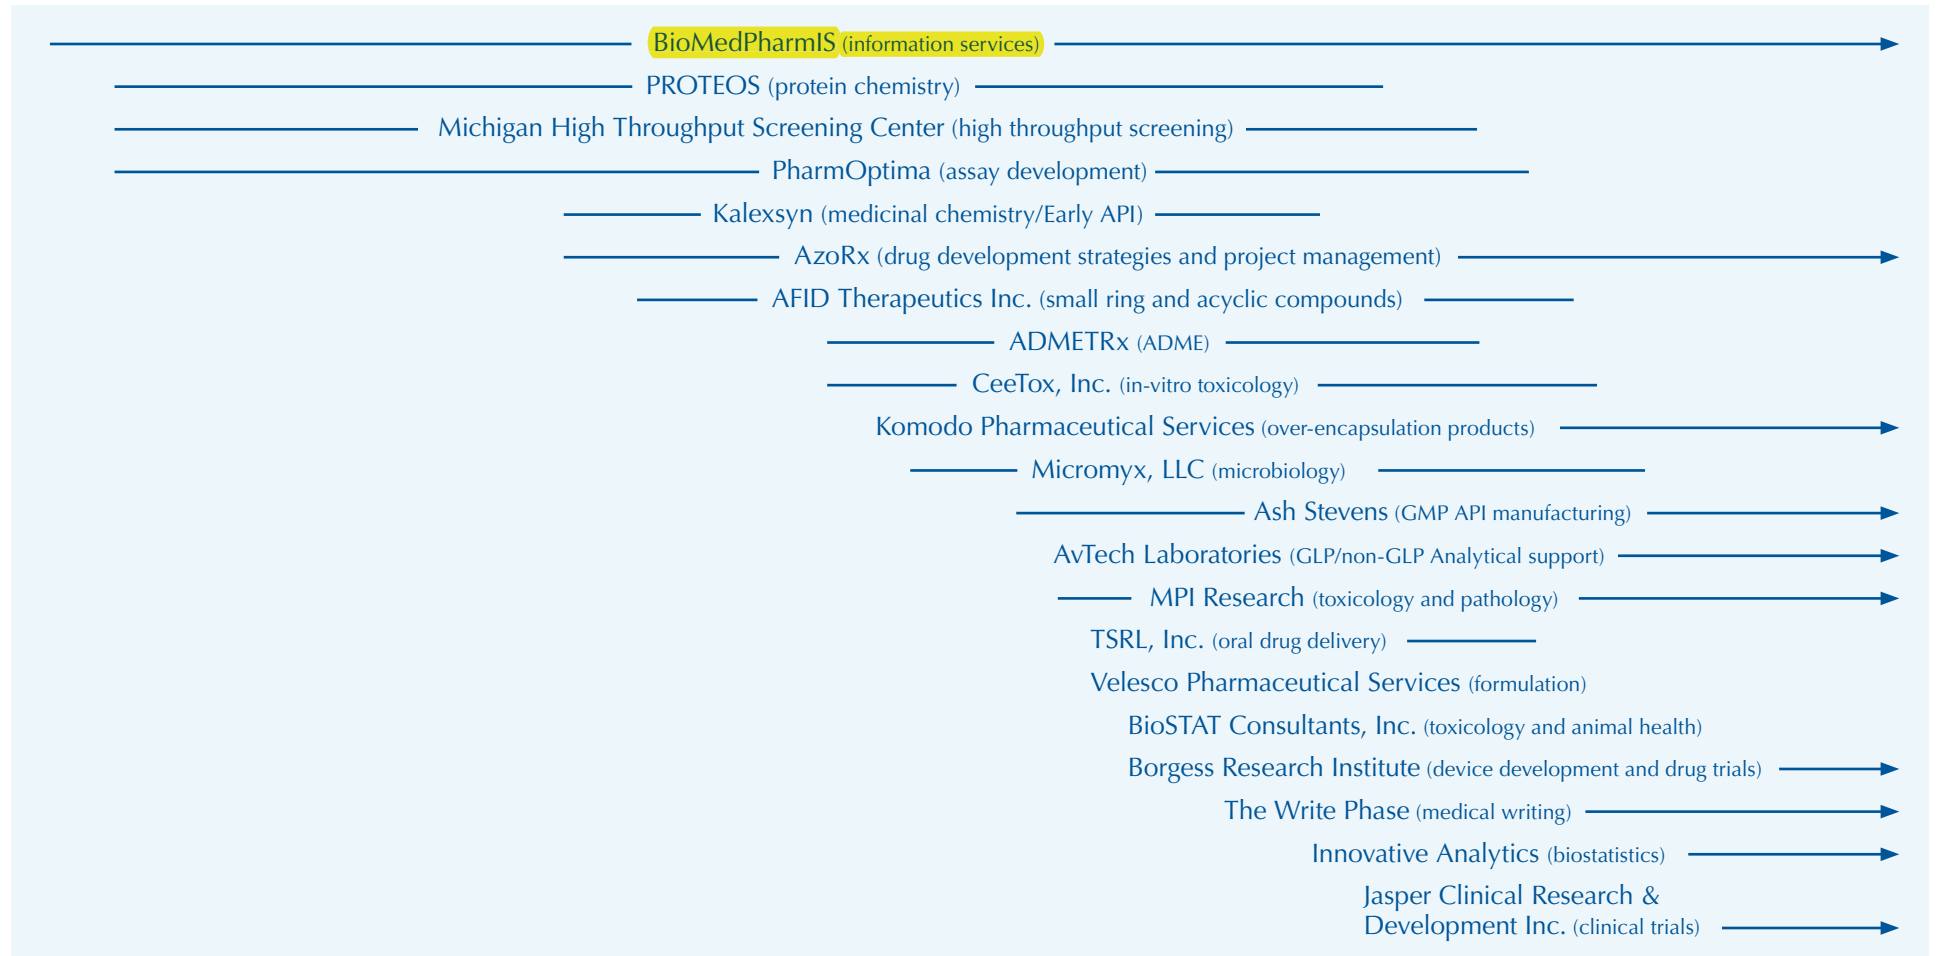 BioMedPharmIS (information services)
PROTEOS (protein chemistry)
Michigan High Throughput Screening Center (high throughput screening)
PharmOptima (assay development)
Kalexsyn (medicinal chemistry/Early API)
AzoRx (drug development strategies and project management)
AFID Therapeutics Inc. (small ring and acyclic compounds)
ADMETRx (ADME)
CeeTox, Inc. (in-vitro toxicology)
Komodo Pharmaceutical Services (over-encapsulation products)
Micromyx, LLC (microbiology)
Ash Stevens (GMP API manufacturing)
AvTech Laboratories (GLP/non-GLP Analytical support)
MPI Research (toxicology and pathology)
TSRL, Inc. (oral drug delivery)
Velesco Pharmaceutical Services (formulation)
BioSTAT Consultants, Inc. (toxicology and animal health)
Borgess Research Institute (device development and drug trials)
The Write Phase (medical writing)
Innovative Analytics (biostatistics)
Jasper Clinical Research &
Development Inc. (clinical trials)